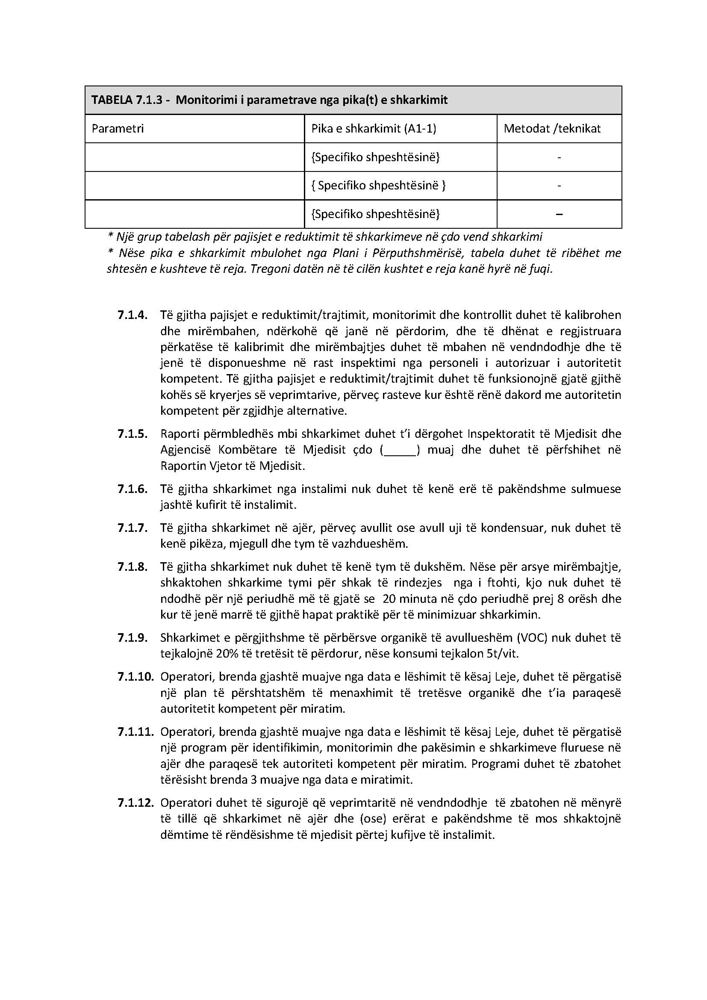 TABELA 7.1.3 - Monitorimi i parametrave nga pika(t) e shkarkimit
Parametri Pika e shkarkimit (A1-1) Metodat /teknikat
{Specifiko shpeshtësinë} -
{ Specifiko shpeshtësinë } -
{Specifiko shpeshtësinë} –
* Një grup tabelash për pajisjet e reduktimit të shkarkimeve në çdo vend shkarkimi
* Nëse pika e shkarkimit mbulohet nga Plani i Përputhshmërisë, tabela duhet të ribëhet me
shtesën e kushteve të reja. Tregoni datën në të cilën kushtet e reja kanë hyrë në fuqi.
7.1.4. Të gjitha pajisjet e reduktimit/trajtimit, monitorimit dhe kontrollit duhet të kalibrohen
dhe mirëmbahen, ndërkohë që janë në përdorim, dhe të dhënat e regjistruara
përkatëse të kalibrimit dhe mirëmbajtjes duhet të mbahen në vendndodhje dhe të
jenë të disponueshme në rast inspektimi nga personeli i autorizuar i autoritetit
kompetent. Të gjitha pajisjet e reduktimit/trajtimit duhet të funksionojnë gjatë gjithë
kohës së kryerjes së veprimtarive, përveç rasteve kur është rënë dakord me autoritetin
kompetent për zgjidhje alternative.
7.1.5. Raporti përmbledhës mbi shkarkimet duhet t’i dërgohet Inspektoratit të Mjedisit dhe
Agjencisë Kombëtare të Mjedisit çdo (_____) muaj dhe duhet të përfshihet në
Raportin Vjetor të Mjedisit.
7.1.6. Të gjitha shkarkimet nga instalimi nuk duhet të kenë erë të pakëndshme sulmuese
jashtë kufirit të instalimit.
7.1.7. Të gjitha shkarkimet në ajër, përveç avullit ose avull uji të kondensuar, nuk duhet të
kenë pikëza, mjegull dhe tym të vazhdueshëm.
7.1.8. Të gjitha shkarkimet nuk duhet të kenë tym të dukshëm. Nëse për arsye mirëmbajtje,
shkaktohen shkarkime tymi për shkak të rindezjes nga i ftohti, kjo nuk duhet të
ndodhë për një periudhë më të gjatë se 20 minuta në çdo periudhë prej 8 orësh dhe
kur të jenë marrë të gjithë hapat praktikë për të minimizuar shkarkimin.
7.1.9. Shkarkimet e përgjithshme të përbërsve organikë të avullueshëm (VOC) nuk duhet të
tejkalojnë 20% të tretësit të përdorur, nëse konsumi tejkalon 5t/vit.
7.1.10. Operatori, brenda gjashtë muajve nga data e lëshimit të kësaj Leje, duhet të përgatisë
një plan të përshtatshëm të menaxhimit të tretësve organikë dhe t’ia paraqesë
autoritetit kompetent për miratim.
7.1.11. Operatori, brenda gjashtë muajve nga data e lëshimit të kësaj Leje, duhet të përgatisë
një program për identifikimin, monitorimin dhe pakësimin e shkarkimeve fluruese në
ajër dhe paraqesë tek autoriteti kompetent për miratim. Programi duhet të zbatohet
tërësisht brenda 3 muajve nga data e miratimit.
7.1.12. Operatori duhet të sigurojë që veprimtaritë në vendndodhje të zbatohen në mënyrë
të tillë që shkarkimet në ajër dhe (ose) erërat e pakëndshme të mos shkaktojnë
dëmtime të rëndësishme të mjedisit përtej kufijve të instalimit.